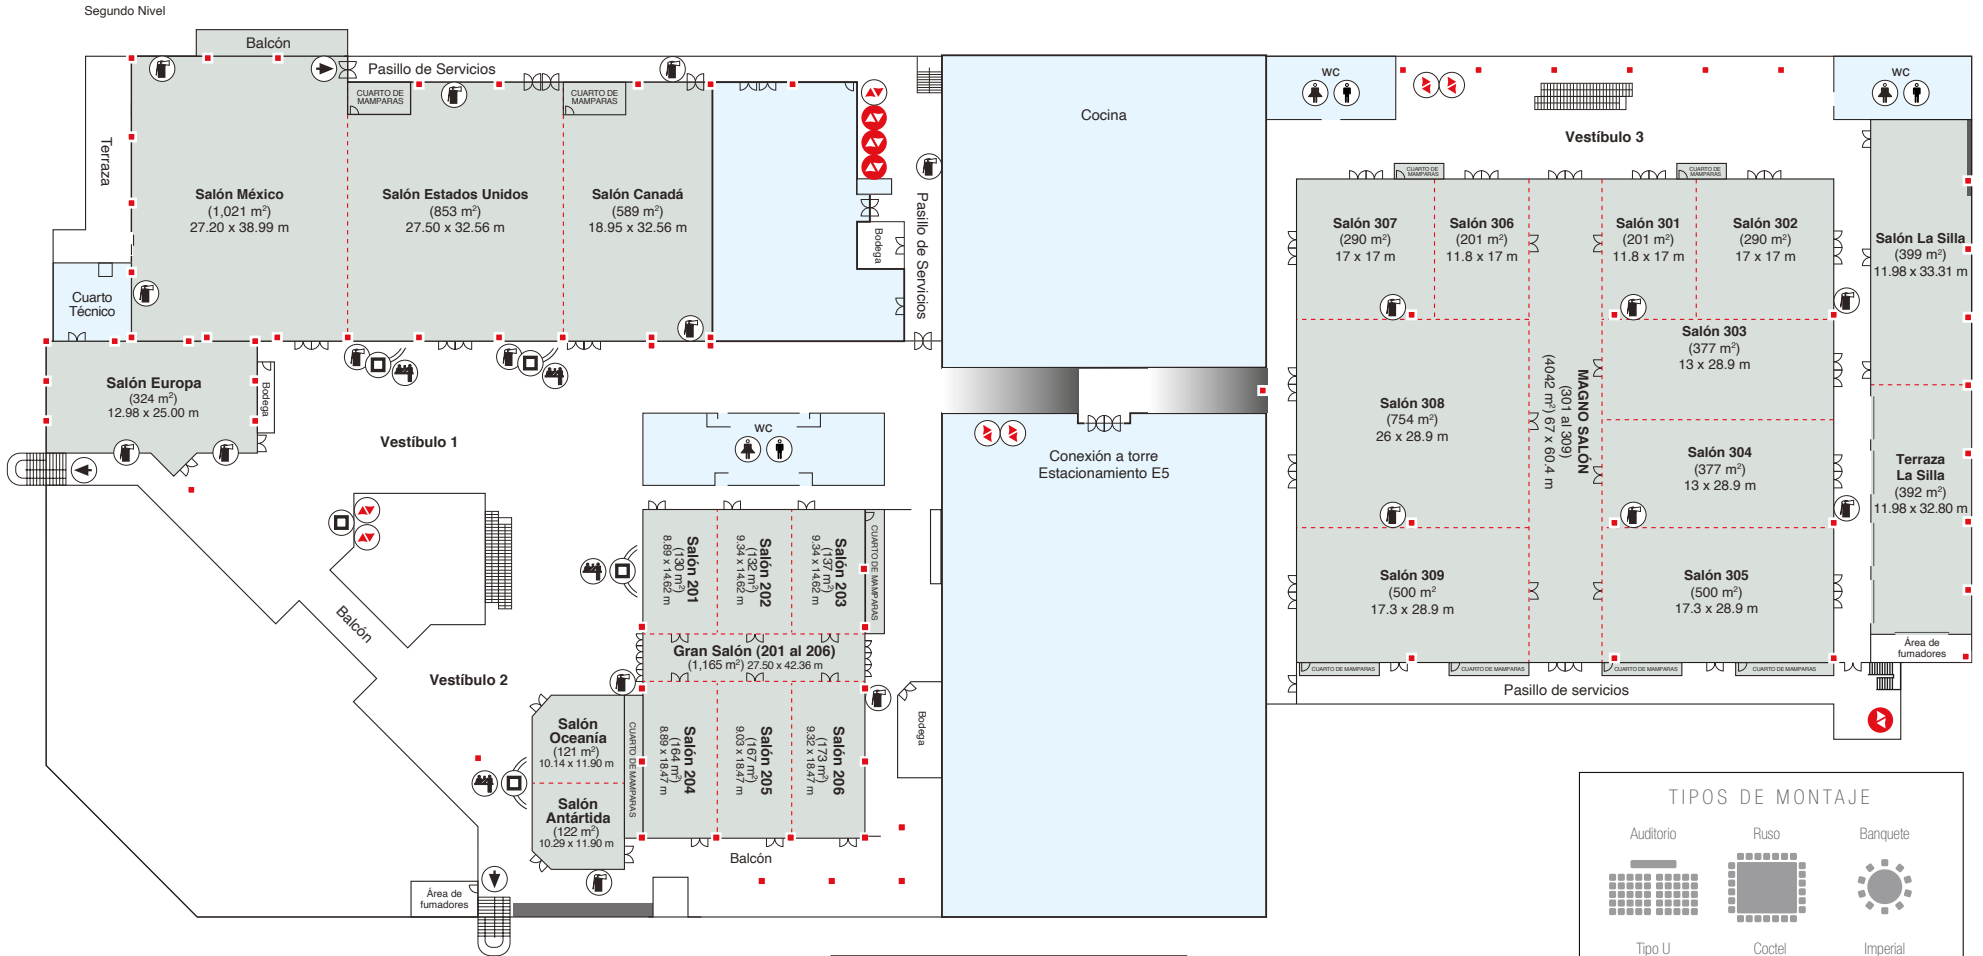 Segundo Nivel
Balcón
Pasillo de Servicios
CUARTO DE
MAMPARAS
CUARTO DE
MAMPARAS
Terraza
Salón México
(1,021 m²)
27.20 x 38.99 m
Salón Estados Unidos
(853 m²)
27.50 x 32.56 m
Salón Canadá
(589 m²)
18.95 x 32.56 m
Bodega
Pasillo de Servicios
Cuarto
Técnico
Salón Europa
(324 m²)
12.98 x 25.00 m
Bodega
Vestíbulo 1
WC
Cocina
Conexión a torre
Estacionamiento E5
Balcón
Vestíbulo 2
Salón 201
(130 m²)
8.89 x 14.62 m
Salón 202
(132 m²)
9.34 x 14.62 m
Salón 203
(137 m²)
9.34 x 14.62 m
CUARTO DE MAMPARAS
Gran Salón (201 al 206)
(1,165 m²) 27.50 x 42.36 m
Salón 204
(164 m²)
8.89 x 18.47 m
Salón 205
(167 m²)
9.03 x 18.47 m
Salón 206
(173 m²)
9.32 x 18.47 m
CUARTO DE MAMPARAS
Bodega
Salón
Oceanía
(121 m²)
10.14 x 11.90 m
Salón
Antártida
(122 m²)
10.29 x 11.90 m
Balcón
Área de
fumadores
WC
WC
Vestíbulo 3
CUARTO DE
MAMPARAS
CUARTO DE
MAMPARAS
Salón 307
(290 m²)
17 x 17 m
Salón 306
(201 m²)
11.8 x 17 m
Salón 301
(201 m²)
11.8 x 17 m
Salón 302
(290 m²)
17 x 17 m
Salón La Silla
(399 m²)
11.98 x 33.31 m
Salón 303
(377 m²)
13 x 28.9 m
MAGNO SALÓN
(301 al 309)
(4042 m²) 67 x 60.4 m
Salón 308
(754 m²)
26 x 28.9 m
Salón 304
(377 m²)
13 x 28.9 m
Terraza
La Silla
(392 m²)
11.98 x 32.80 m
Salón 309
(500 m²
17.3 x 28.9 m
Salón 305
(500 m²)
17.3 x 28.9 m
Área de
fumadores
CUARTO DE MAMPARAS
CUARTO DE MAMPARAS
CUARTO DE MAMPARAS
CUARTO DE MAMPARAS
Pasillo de servicios
TIPOS DE MONTAJE
Auditorio
Ruso
Banquete
Tipo U
Coctel
Imperial